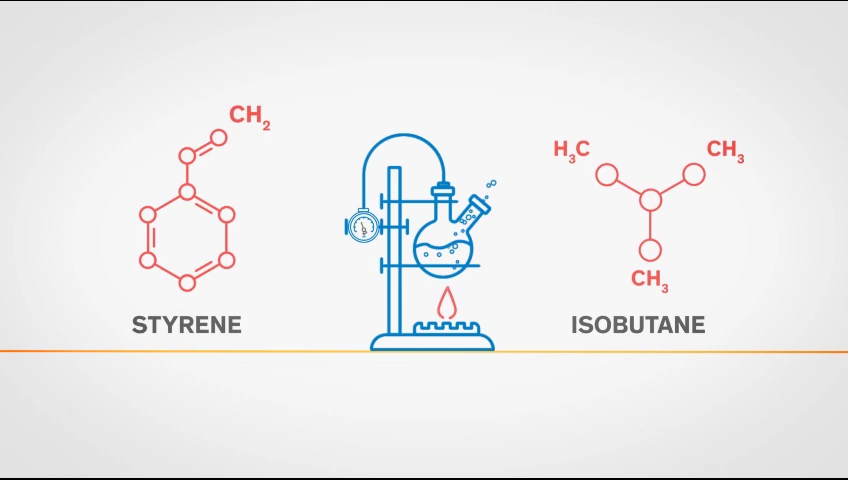 CH₂
H₃C
CH₃
CH₃
STYRENE
ISOBUTANE